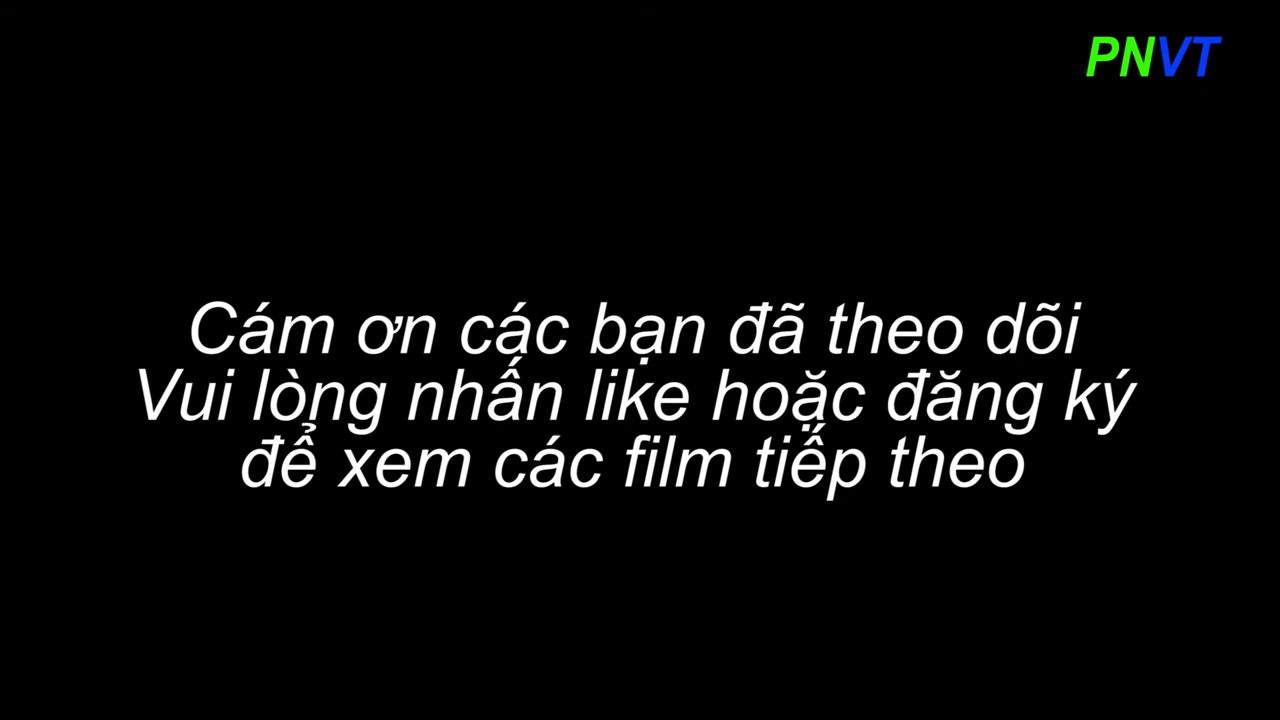 PNVT
Cám ơn các bạn đã theo dõi
Vui lòng nhấn like hoặc đăng ký
để xem các film tiếp theo